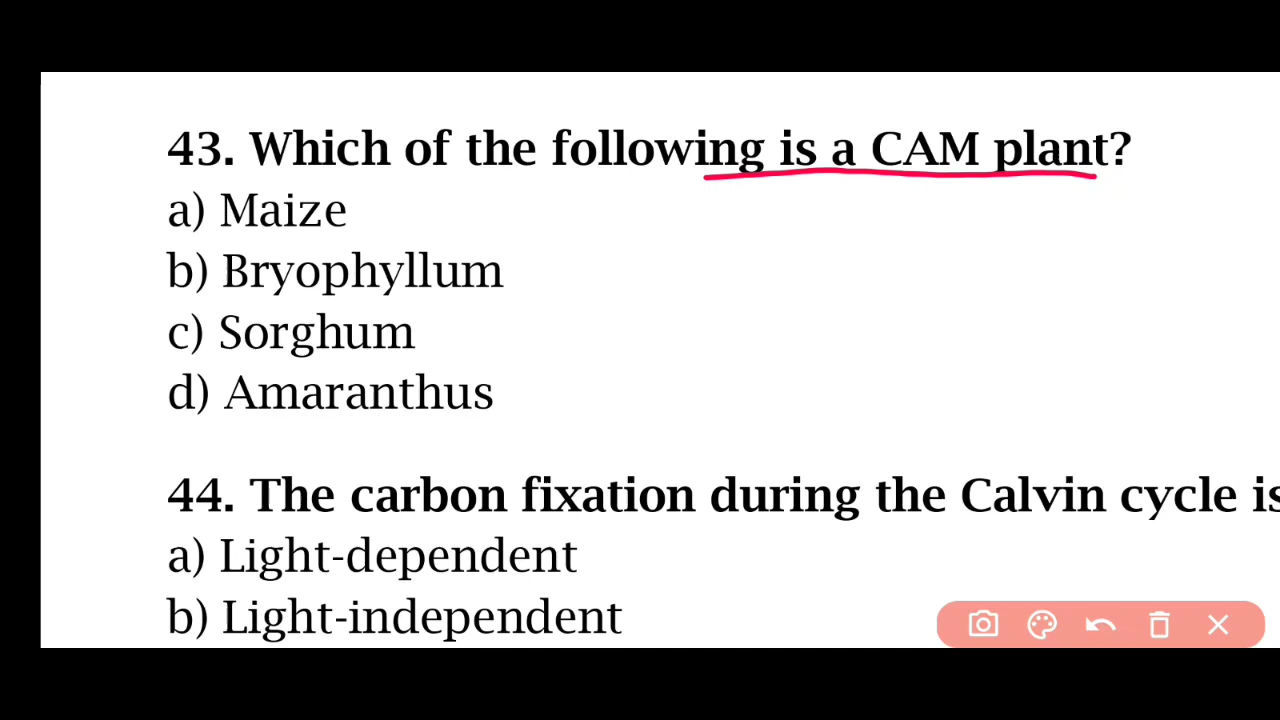 43. Which of the following is a CAM plant?
a) Maize
b) Bryophyllum
c) Sorghum
d) Amaranthus
44. The carbon fixation during the Calvin cycle is
a) Light-dependent
b) Light-independent